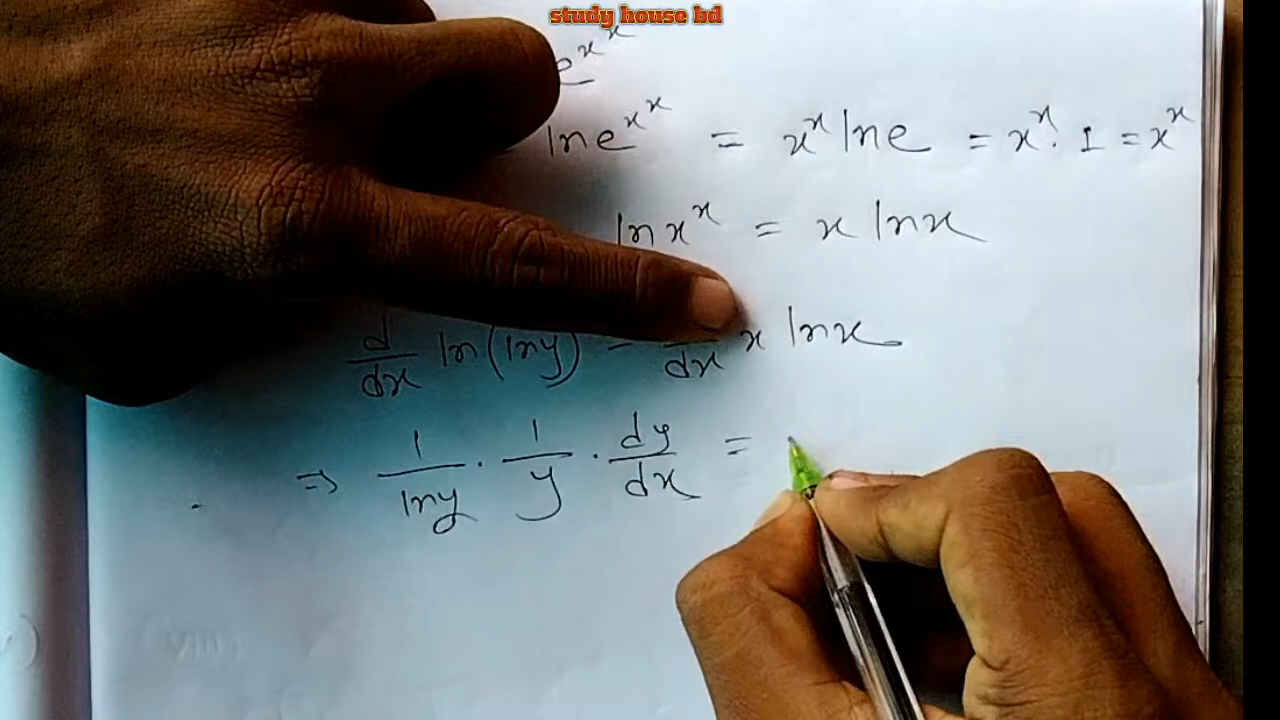 study house bd
e^{x^x}
ln e^{x^x} = x^x ln e = x^x . 1 = x^x
ln x^x = x ln x
d/dx ln(ln y) = /dx x ln x
⇒ 1/ln y . 1/y . dy/dx =